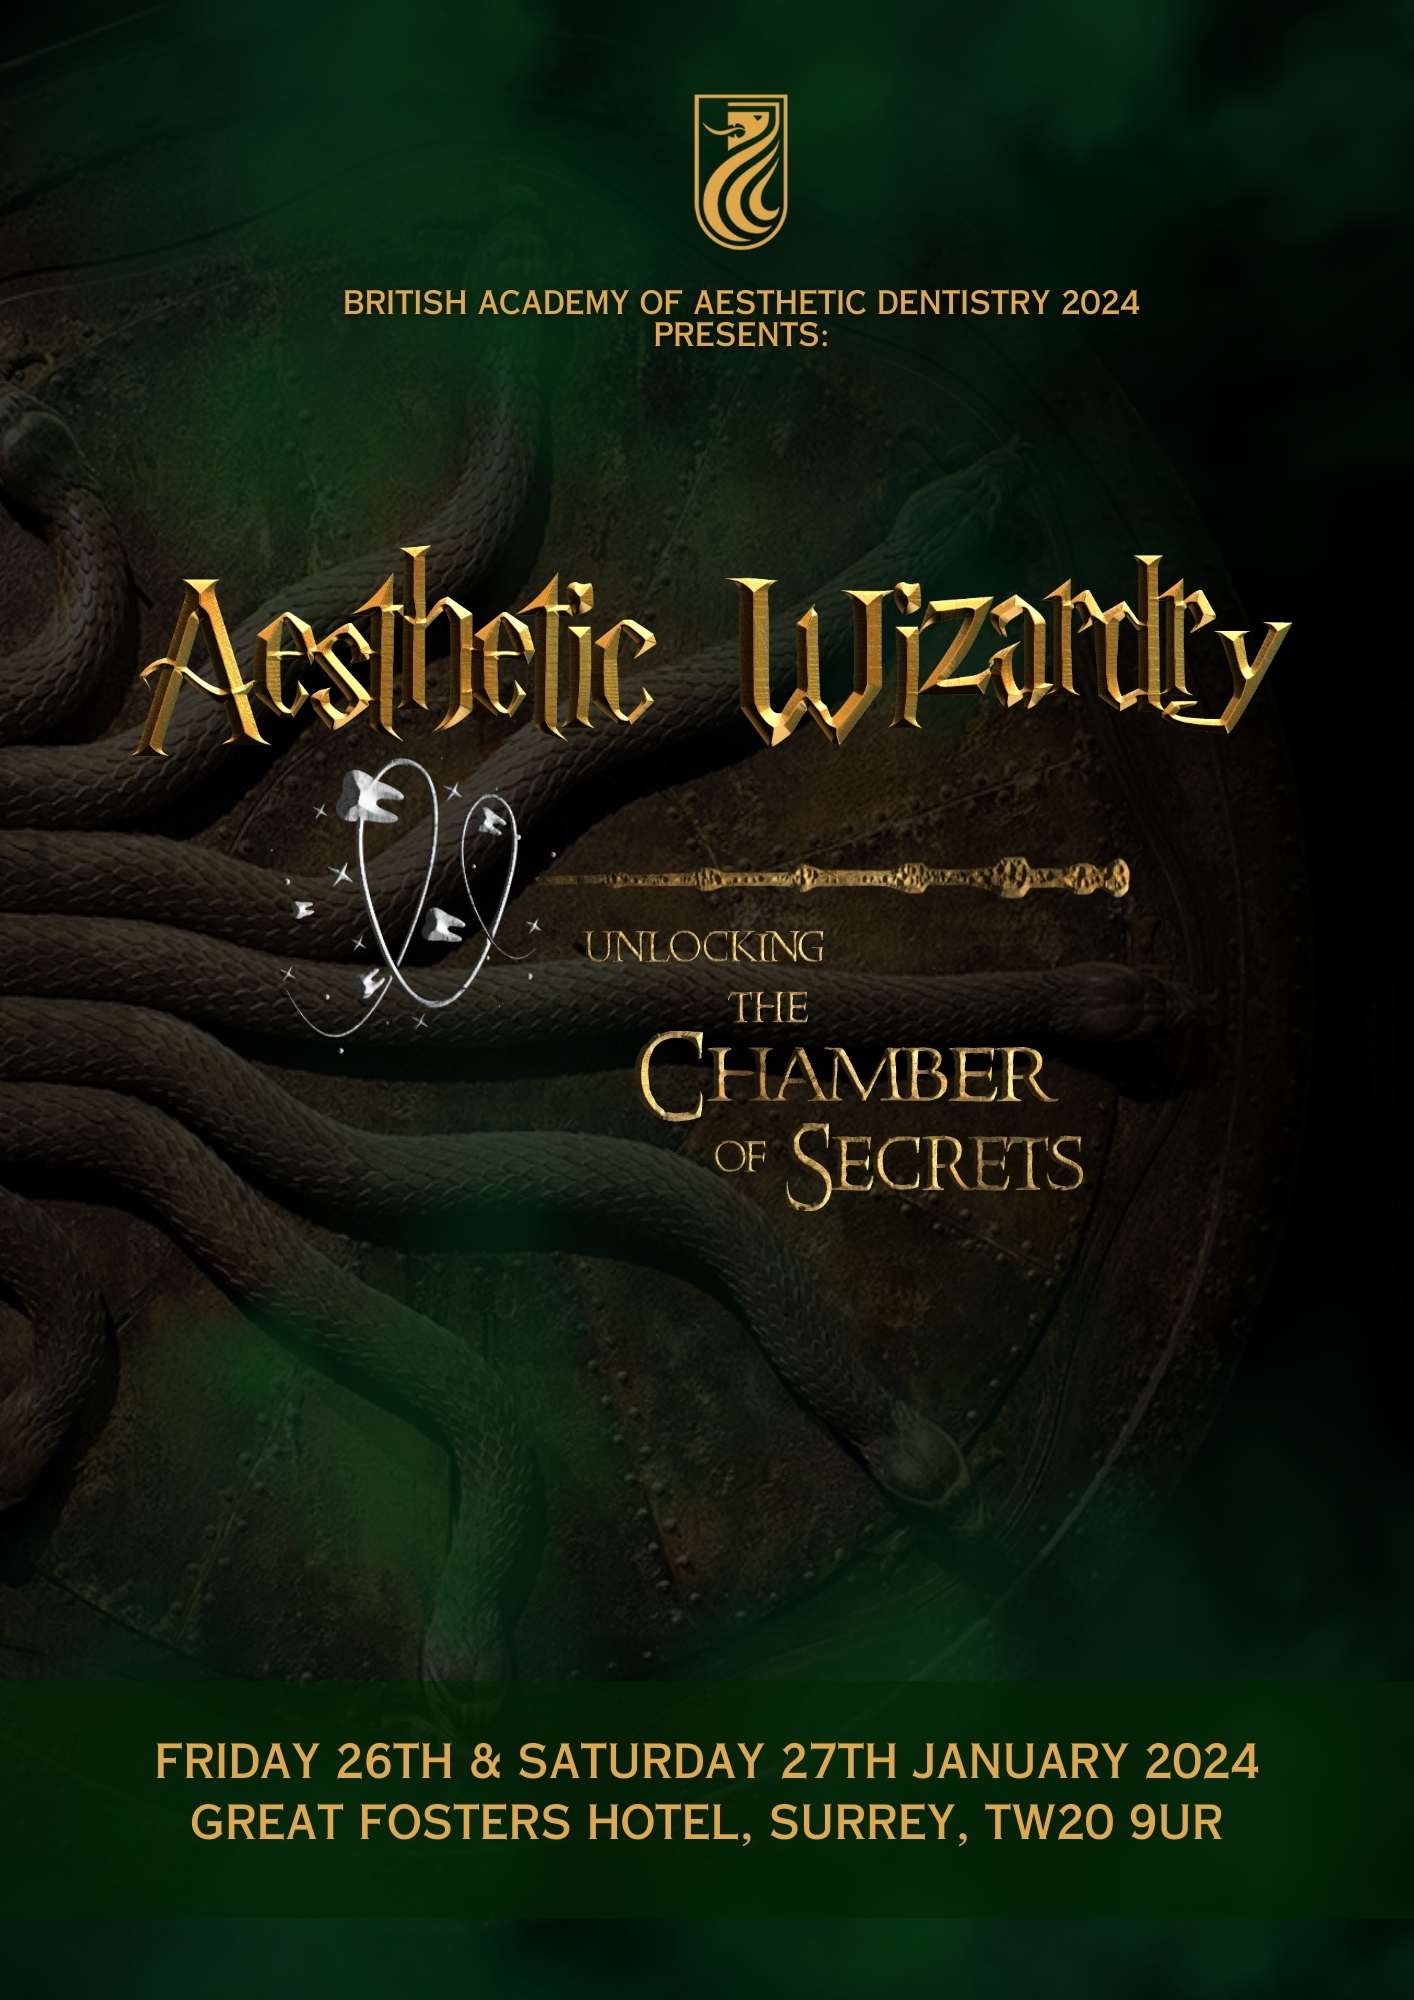 BRITISH ACADEMY OF AESTHETIC DENTISTRY 2024
PRESENTS:
Aesthetic Wizardry
UNLOCKING
THE
CHAMBER
OF SECRETS
FRIDAY 26TH & SATURDAY 27TH JANUARY 2024
GREAT FOSTERS HOTEL, SURREY, TW20 9UR